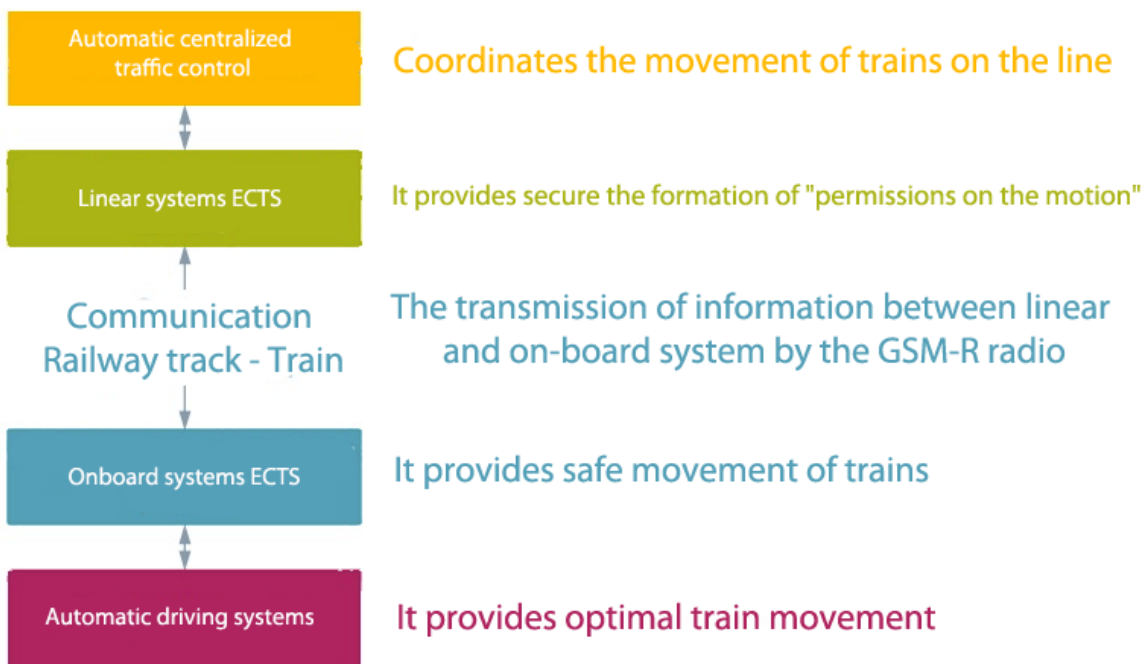 Automatic centralized
traffic control
Coordinates the movement of trains on the line
Linear systems ECTS
It provides secure the formation of "permissions on the motion"
Communication
Railway track - Train
The transmission of information between linear
and on-board system by the GSM-R radio
Onboard systems ECTS
It provides safe movement of trains
Automatic driving systems
It provides optimal train movement